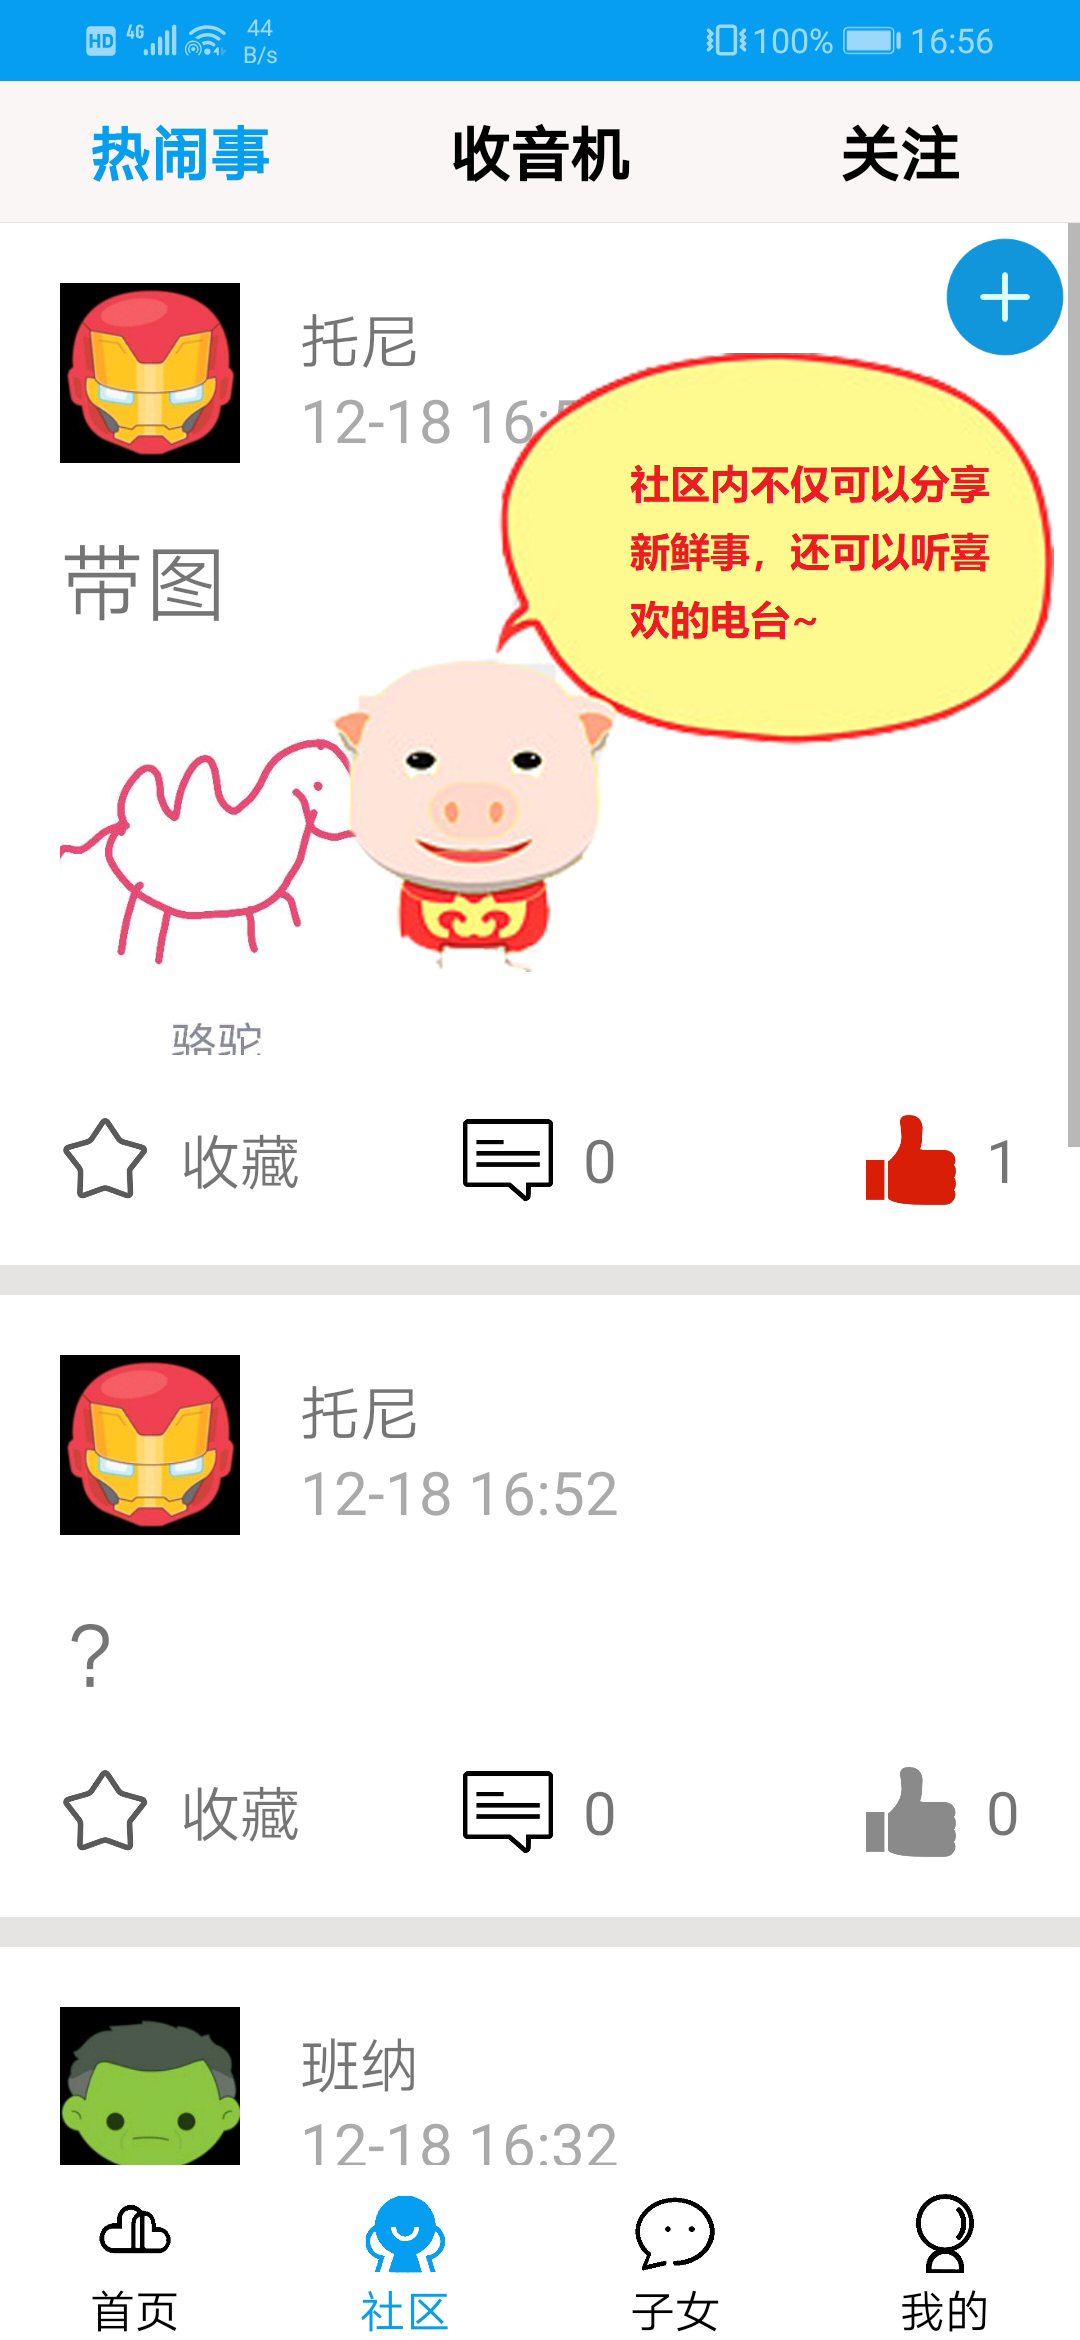 HD 4G 44 B/s 100% 16:56
热闹事 收音机 关注
托尼
12-18 16:5
社区内不仅可以分享
新鲜事，还可以听喜
欢的电台~
带图
骆驼
收藏 0 1
托尼
12-18 16:52
?
收藏 0 0
班纳
12-18 16:32
首页 社区 子女 我的